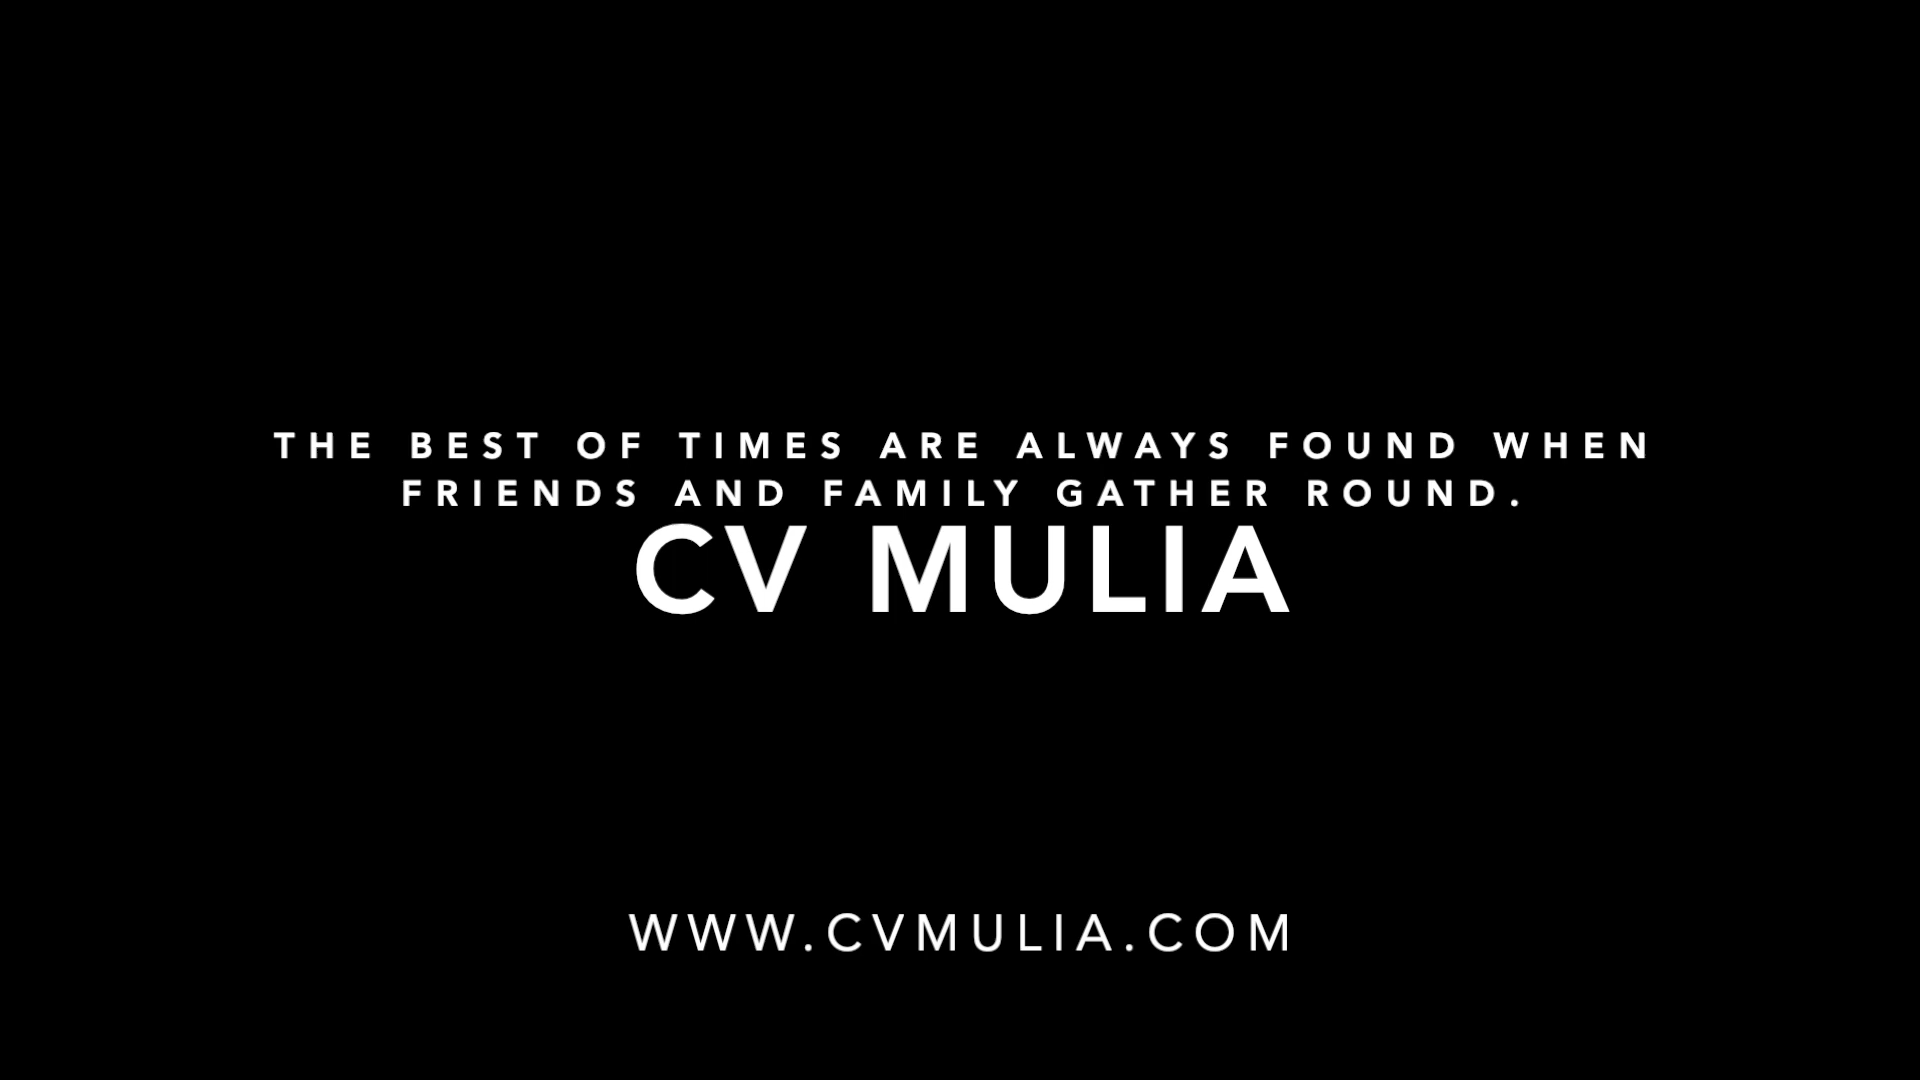 THE BEST OF TIMES ARE ALWAYS FOUND WHEN
FRIENDS AND FAMILY GATHER ROUND.
CV MULIA
WWW.CVMULIA.COM